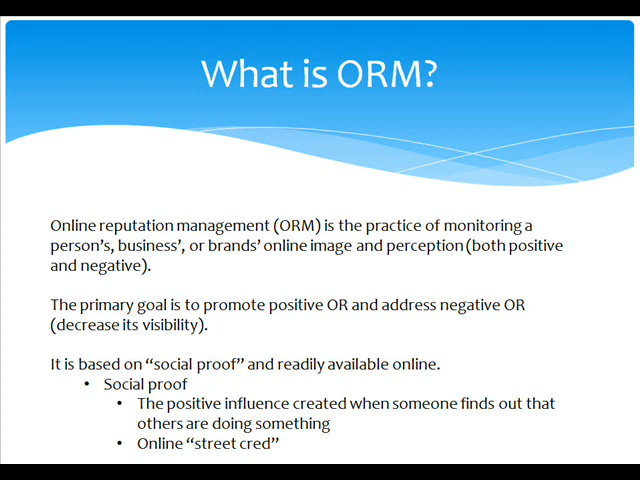 What is ORM?
Online reputation management (ORM) is the practice of monitoring a
person’s, business’, or brands’ online image and perception (both positive
and negative).
The primary goal is to promote positive OR and address negative OR
(decrease its visibility).
It is based on “social proof” and readily available online.
• Social proof
• The positive influence created when someone finds out that
others are doing something
• Online “street cred”